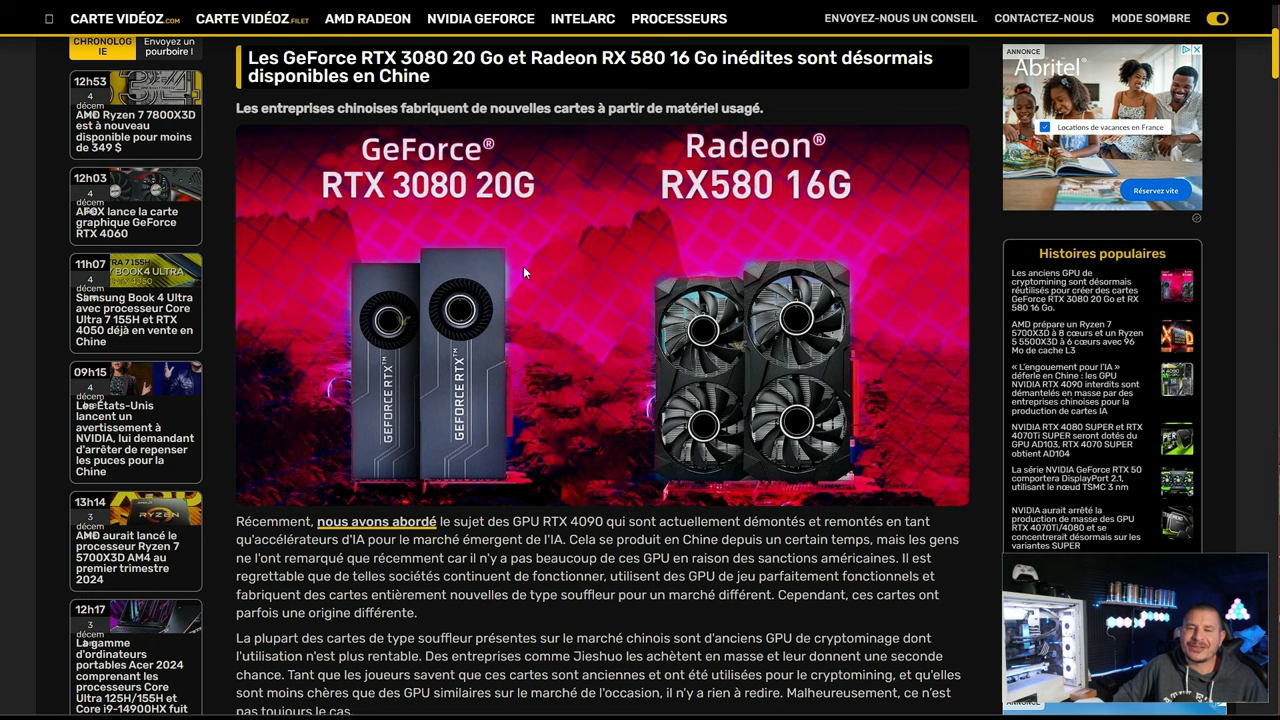 CARTE VIDÉOZ.COM
CARTE VIDÉOZ.FILET
AMD RADEON
NVIDIA GEFORCE
INTELARC
PROCESSEURS
ENVOYEZ-NOUS UN CONSEIL
CONTACTEZ-NOUS
MODE SOMBRE
CHRONOLOG
IE
Envoyez un
pourboire !
12h53
4
décem
AMD Ryzen 7 7800X3D
est à nouveau
disponible pour moins
de 349 $
12h03
4
décem
AFOX lance la carte
graphique GeForce
RTX 4060
11h07
4
décem
RA 7 155H
BOOK4 ULTRA
Samsung Book 4 Ultra
avec processeur Core
Ultra 7 155H et RTX
4050 déjà en vente en
Chine
09h15
4
décem
Les États-Unis
lancent un
avertissement à
NVIDIA, lui demandant
d'arrêter de repenser
les puces pour la
Chine
13h14
3
décem
RYZEN
AMD aurait lancé le
processeur Ryzen 7
5700X3D AM4 au
premier trimestre
2024
12h17
3
décem
La gamme
d'ordinateurs
portables Acer 2024
comprenant les
processeurs Core
Ultra 125H/155H et
Core i9-14900HX fuit
Les GeForce RTX 3080 20 Go et Radeon RX 580 16 Go inédites sont désormais
disponibles en Chine
Les entreprises chinoises fabriquent de nouvelles cartes à partir de matériel usagé.
GeForce®
RTX 3080 20G
Radeon®
RX580 16G
GEFORCE RTX™
GEFORCE RTX™
Récemment, nous avons abordé le sujet des GPU RTX 4090 qui sont actuellement démontés et remontés en tant
qu'accélérateurs d'IA pour le marché émergent de l'IA. Cela se produit en Chine depuis un certain temps, mais les gens
ne l'ont remarqué que récemment car il n'y a pas beaucoup de ces GPU en raison des sanctions américaines. Il est
regrettable que de telles sociétés continuent de fonctionner, utilisent des GPU de jeu parfaitement fonctionnels et
fabriquent des cartes entièrement nouvelles de type souffleur pour un marché différent. Cependant, ces cartes ont
parfois une origine différente.
La plupart des cartes de type souffleur présentes sur le marché chinois sont d'anciens GPU de cryptominage dont
l'utilisation n'est plus rentable. Des entreprises comme Jieshuo les achètent en masse et leur donnent une seconde
chance. Tant que les joueurs savent que ces cartes sont anciennes et ont été utilisées pour le cryptomining, et qu'elles
sont moins chères que des GPU similaires sur le marché de l'occasion, il n'y a rien à redire. Malheureusement, ce n'est
pas toujours le cas.
ANNONCE
Abritel
Locations de vacances en France
Réservez vite
Histoires populaires
Les anciens GPU de
cryptomining sont désormais
réutilisés pour créer des cartes
GeForce RTX 3080 20 Go et RX
580 16 Go.
AMD prépare un Ryzen 7
5700X3D à 8 cœurs et un Ryzen
5 5500X3D à 6 cœurs avec 96
Mo de cache L3
« L'engouement pour l'IA »
déferle en Chine : les GPU
NVIDIA RTX 4090 interdits sont
démantelés en masse par des
entreprises chinoises pour la
production de cartes IA
NVIDIA RTX 4080 SUPER et RTX
4070Ti SUPER seront dotés du
GPU AD103, RTX 4070 SUPER
obtient AD104
La série NVIDIA GeForce RTX 50
comportera DisplayPort 2.1,
utilisant le nœud TSMC 3 nm
NVIDIA aurait arrêté la
production de masse des GPU
RTX 4070Ti/4080 et se
concentrerait désormais sur les
variantes SUPER
ANNONCE